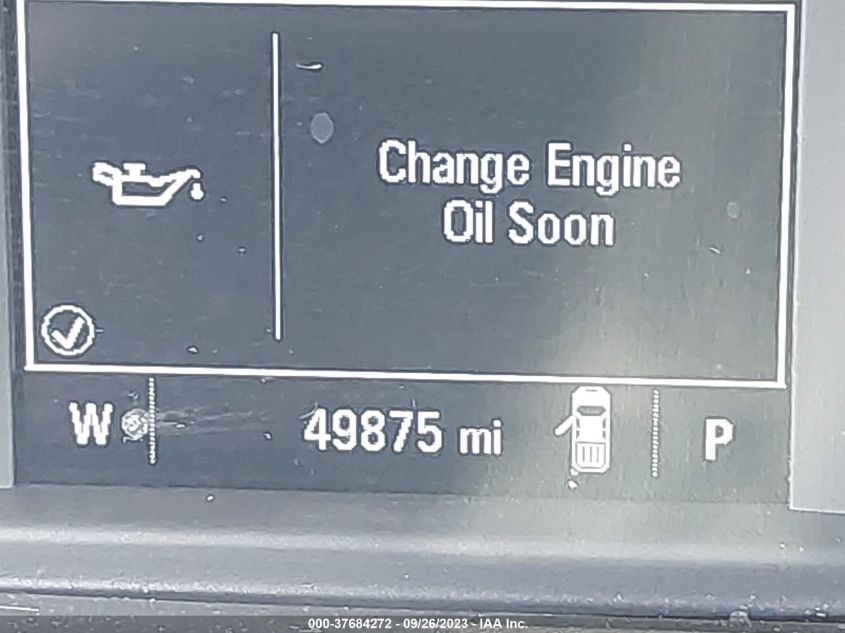 Change Engine
Oil Soon
W 49875 mi P
000-37684272 - 09/26/2023 - IAA Inc.